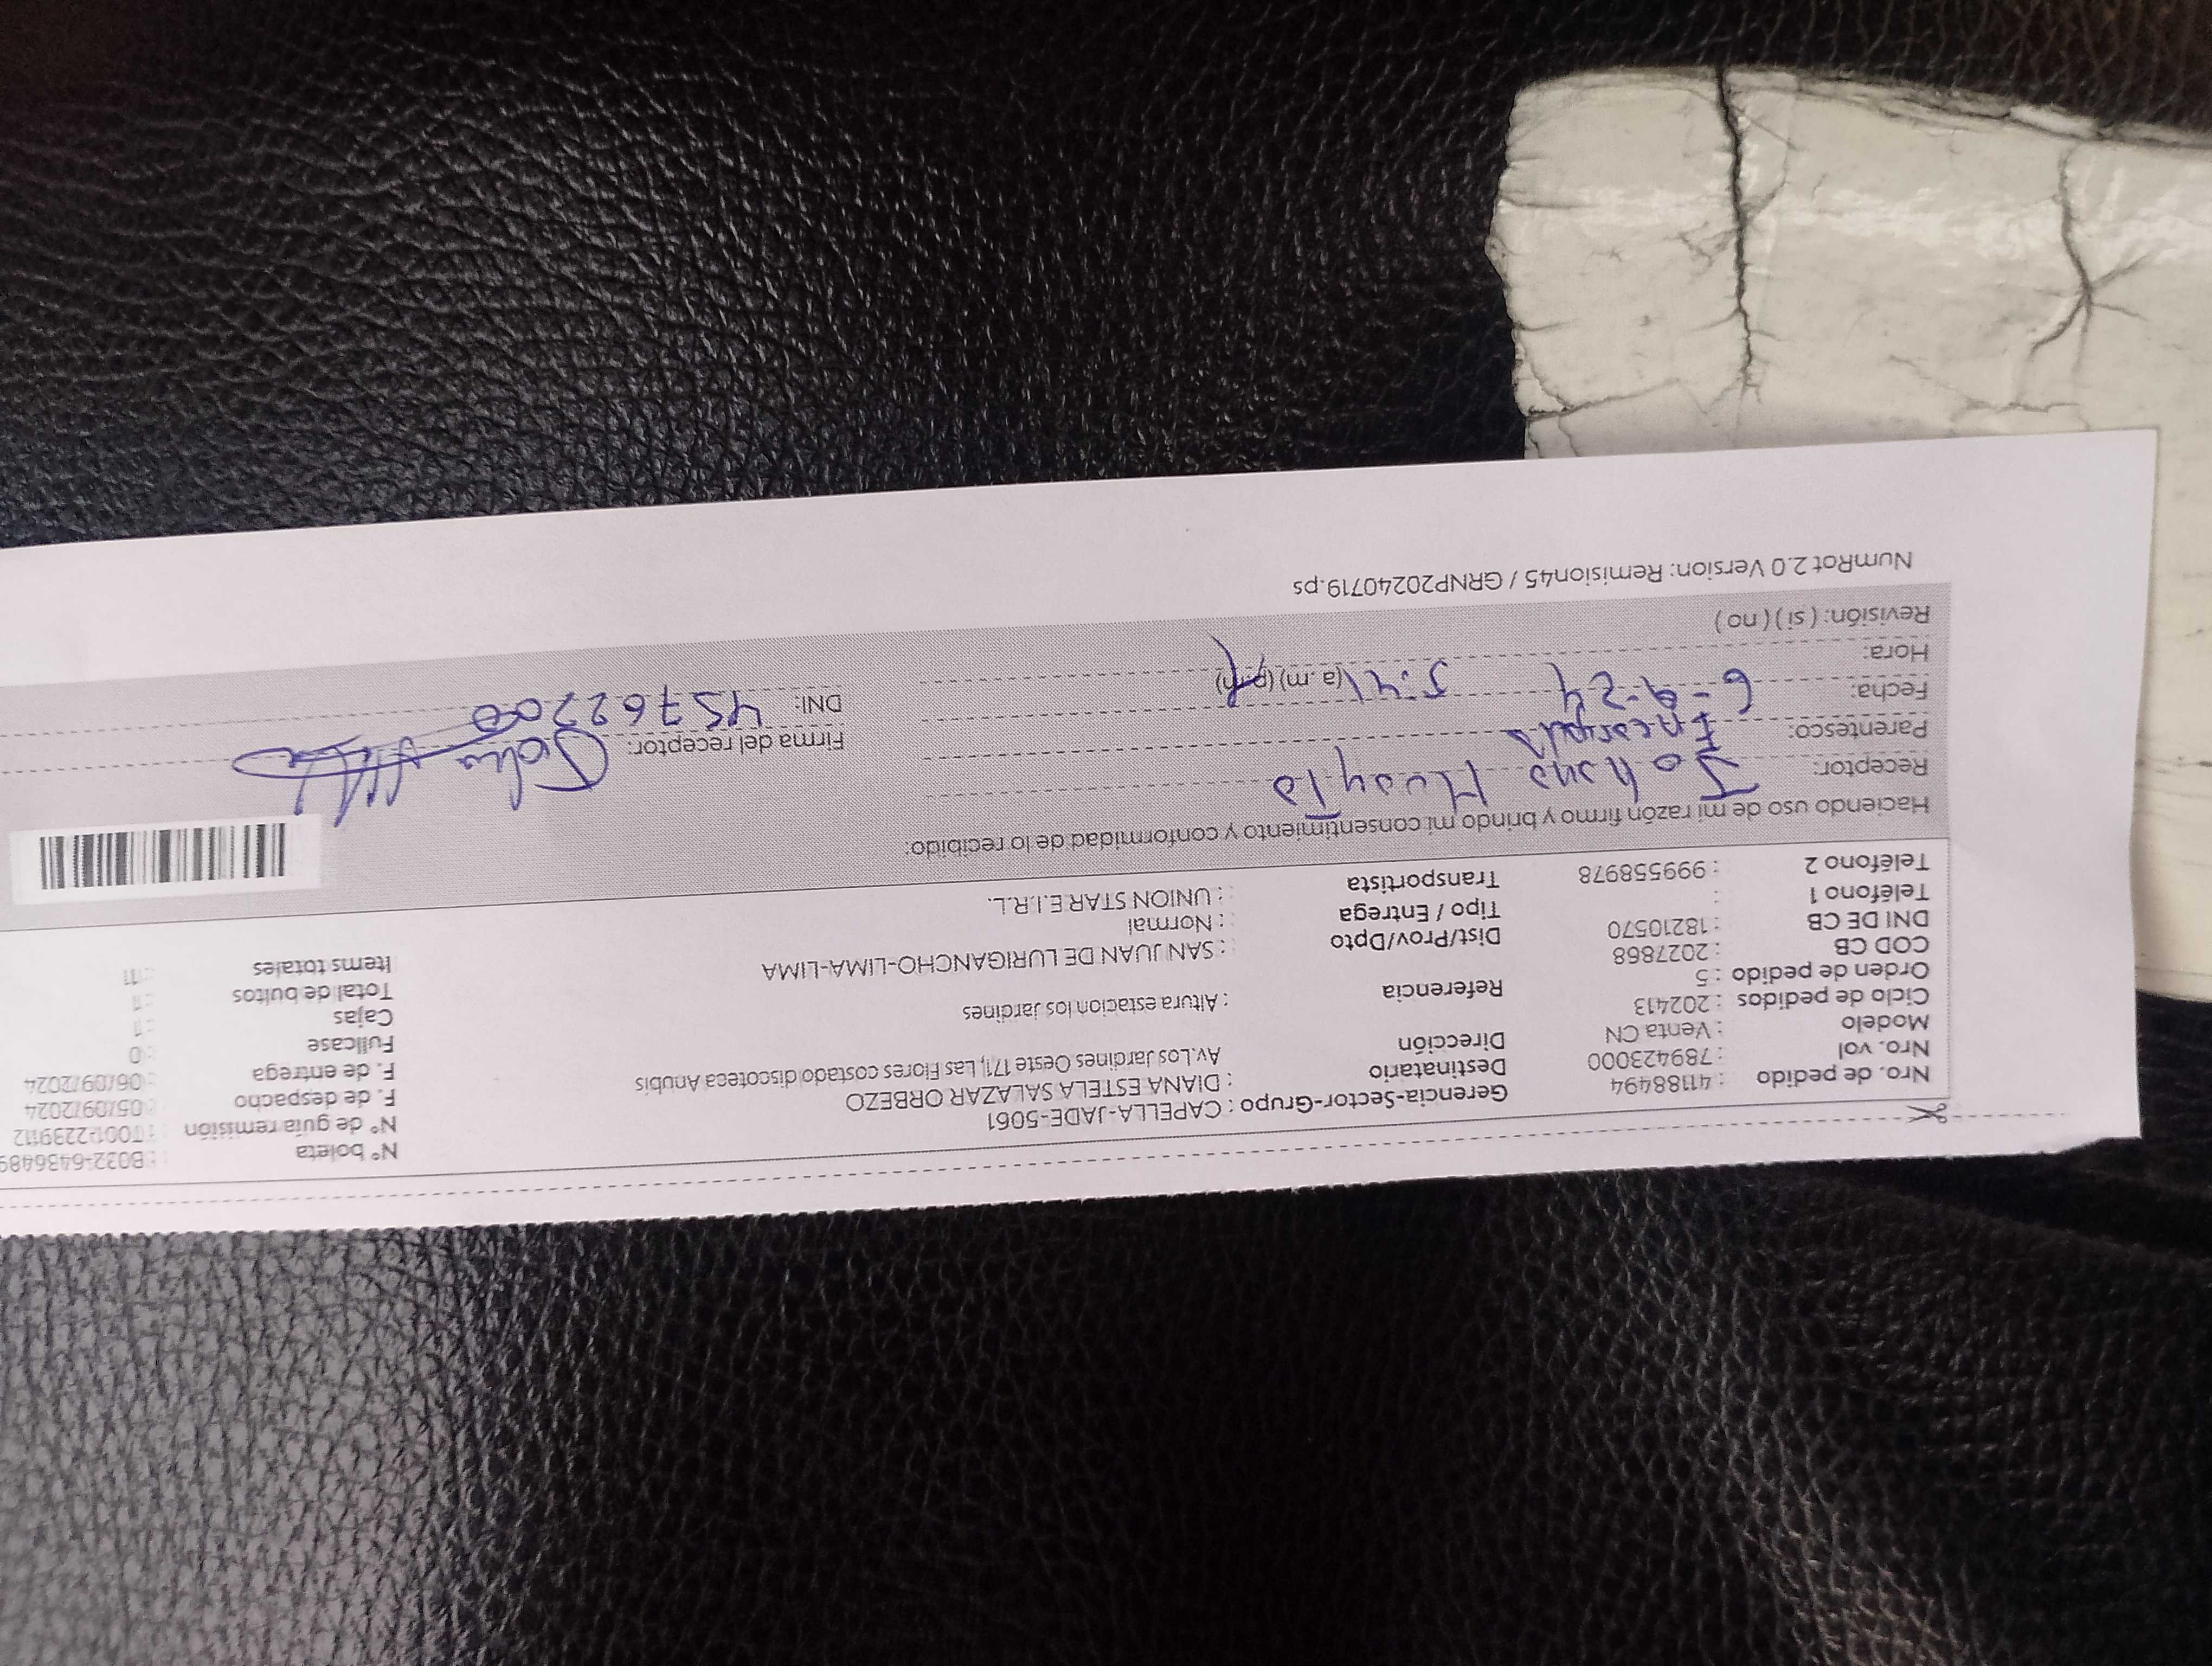 Nro. de pedido : 41188494 Gerencia-Sector-Grupo : CAPELLA-JADE-5061 N° boleta : B032-6436489
Nro. vol : 789423000 Destinatario : DIANA ESTELA SALAZAR ORBEZO N° de guía remisión : T001-2239112
Modelo : Venta CN Dirección Av.Los Jardines Oeste 171, Las Flores costado discoteca Anubis F. de despacho : 05/09/2024
Ciclo de pedidos : 202413 F. de entrega : 06/09/2024
Orden de pedido : 5 Referencia : Altura estacion los jardines Fullcase : 0
COD CB : 2027868 Cajas : 1
DNI DE CB : 18210570 Dist/Prov/Dpto : SAN JUAN DE LURIGANCHO-LIMA-LIMA Total de bultos : 1
Teléfono 1 : Tipo / Entrega : Normal Items totales : 11
Teléfono 2 : 999558978 Transportista : UNION STAR E.I.R.L.
Haciendo uso de mi razón firmo y brindo mi consentimiento y conformidad de lo recibido:
Receptor: Johana Huayta
Parentesco: Encargada Firma del receptor:
Fecha: 6-9-24 DNI: 45762200
Hora: 5:41 (a.m) (p.m)
Revisión: ( si ) ( no )
NumRot 2.0 Version: Remision45 / GRNP20240719.ps